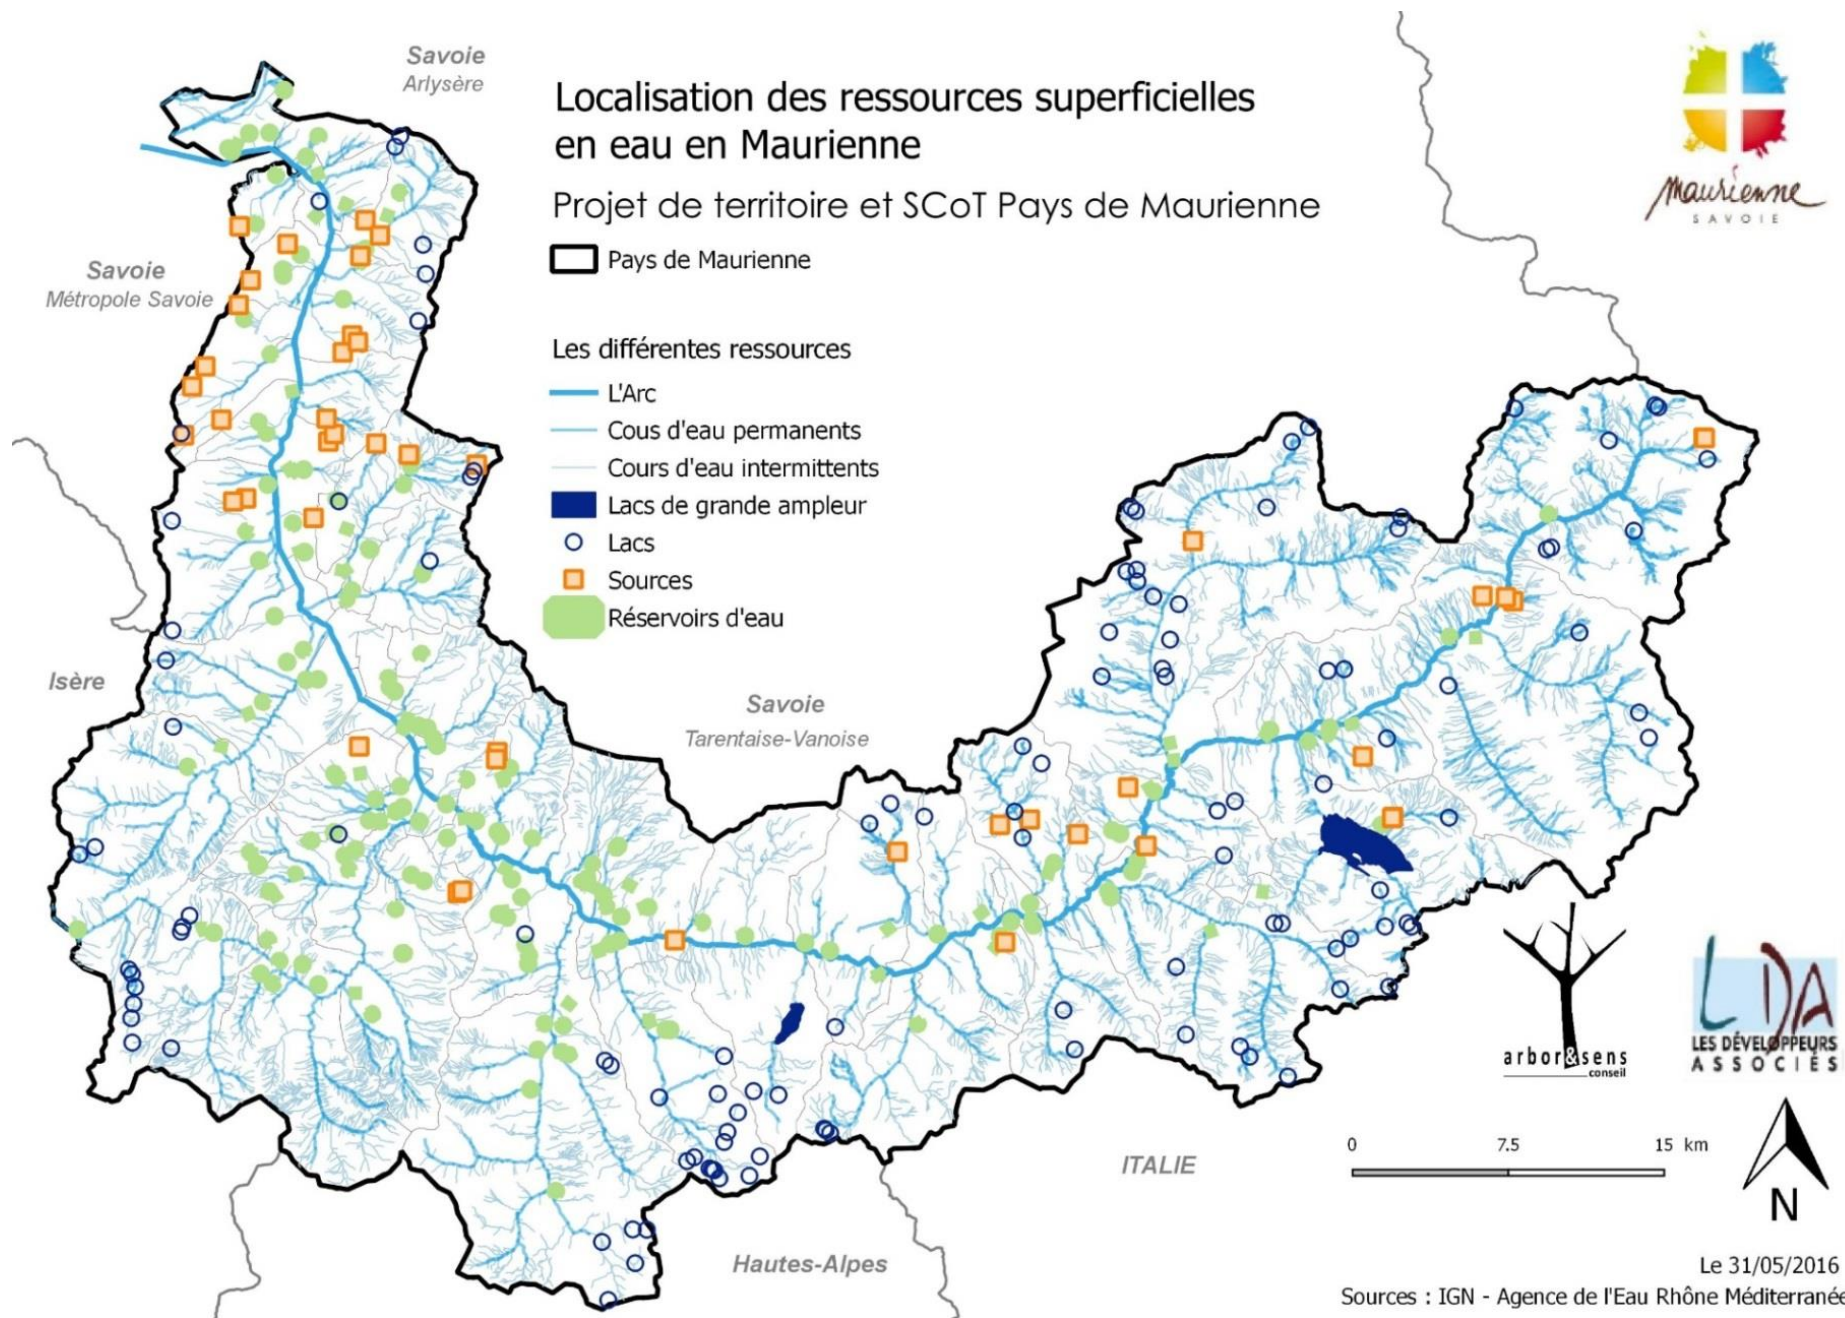 Savoie
Arlysère
Localisation des ressources superficielles
en eau en Maurienne
Projet de territoire et SCoT Pays de Maurienne
Maurienne
SAVOIE
Pays de Maurienne
Savoie
Métropole Savoie
Les différentes ressources
L'Arc
Cous d'eau permanents
Cours d'eau intermittents
Lacs de grande ampleur
Lacs
Sources
Réservoirs d'eau
Isère
Savoie
Tarentaise-Vanoise
arbor&sens
conseil
LDA
LES DÉVELOPPEURS
ASSOCIÉS
0 7.5 15 km
N
ITALIE
Hautes-Alpes
Le 31/05/2016
Sources : IGN - Agence de l'Eau Rhône Méditerranée